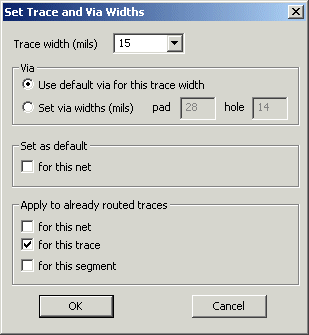 Set Trace and Via Widths
Trace width (mils) 15
Via
Use default via for this trace width
Set via widths (mils) pad 28 hole 14
Set as default
for this net
Apply to already routed traces
for this net
for this trace
for this segment
OK Cancel